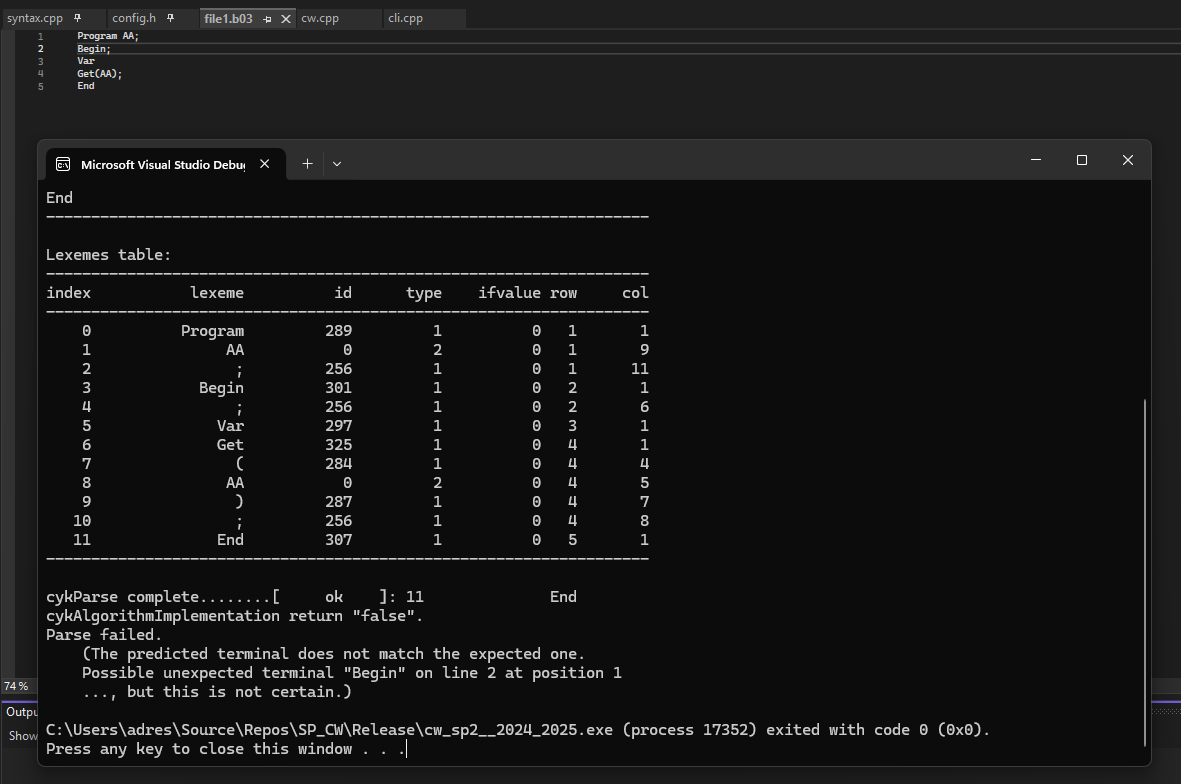 syntax.cpp config.h file1.b03 cw.cpp cli.cpp
1 Program AA;
2 Begin;
3 Var
4 Get(AA);
5 End
Microsoft Visual Studio Debu
End
-------------------------------------------------------------------
Lexemes table:
-------------------------------------------------------------------
index lexeme id type ifvalue row col
-------------------------------------------------------------------
0 Program 289 1 0 1 1
1 AA 0 2 0 1 9
2 ; 256 1 0 1 11
3 Begin 301 1 0 2 1
4 ; 256 1 0 2 6
5 Var 297 1 0 3 1
6 Get 325 1 0 4 1
7 ( 284 1 0 4 4
8 AA 0 2 0 4 5
9 ) 287 1 0 4 7
10 ; 256 1 0 4 8
11 End 307 1 0 5 1
-------------------------------------------------------------------
cykParse complete........[ ok ]: 11 End
cykAlgorithmImplementation return "false".
Parse failed.
(The predicted terminal does not match the expected one.
Possible unexpected terminal "Begin" on line 2 at position 1
..., but this is not certain.)
74 %
Outpu
Show
C:\Users\adres\Source\Repos\SP_CW\Release\cw_sp2__2024_2025.exe (process 17352) exited with code 0 (0x0).
Press any key to close this window . . .